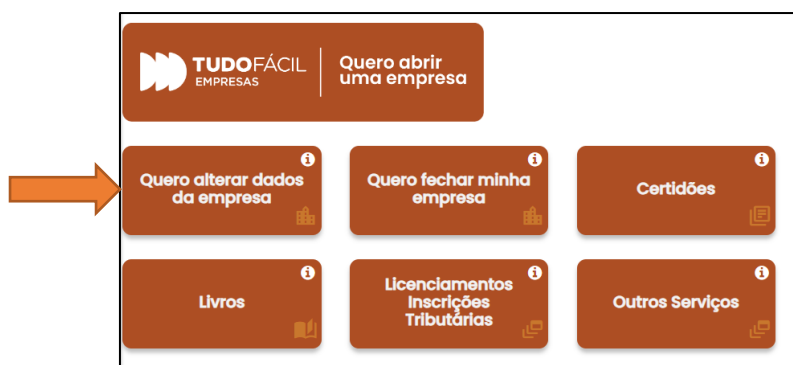 TUDOFÁCIL
EMPRESAS
Quero abrir
uma empresa
Quero alterar dados
da empresa
Quero fechar minha
empresa
Certidões
Livros
Licenciamentos
Inscrições
Tributárias
Outros Serviços